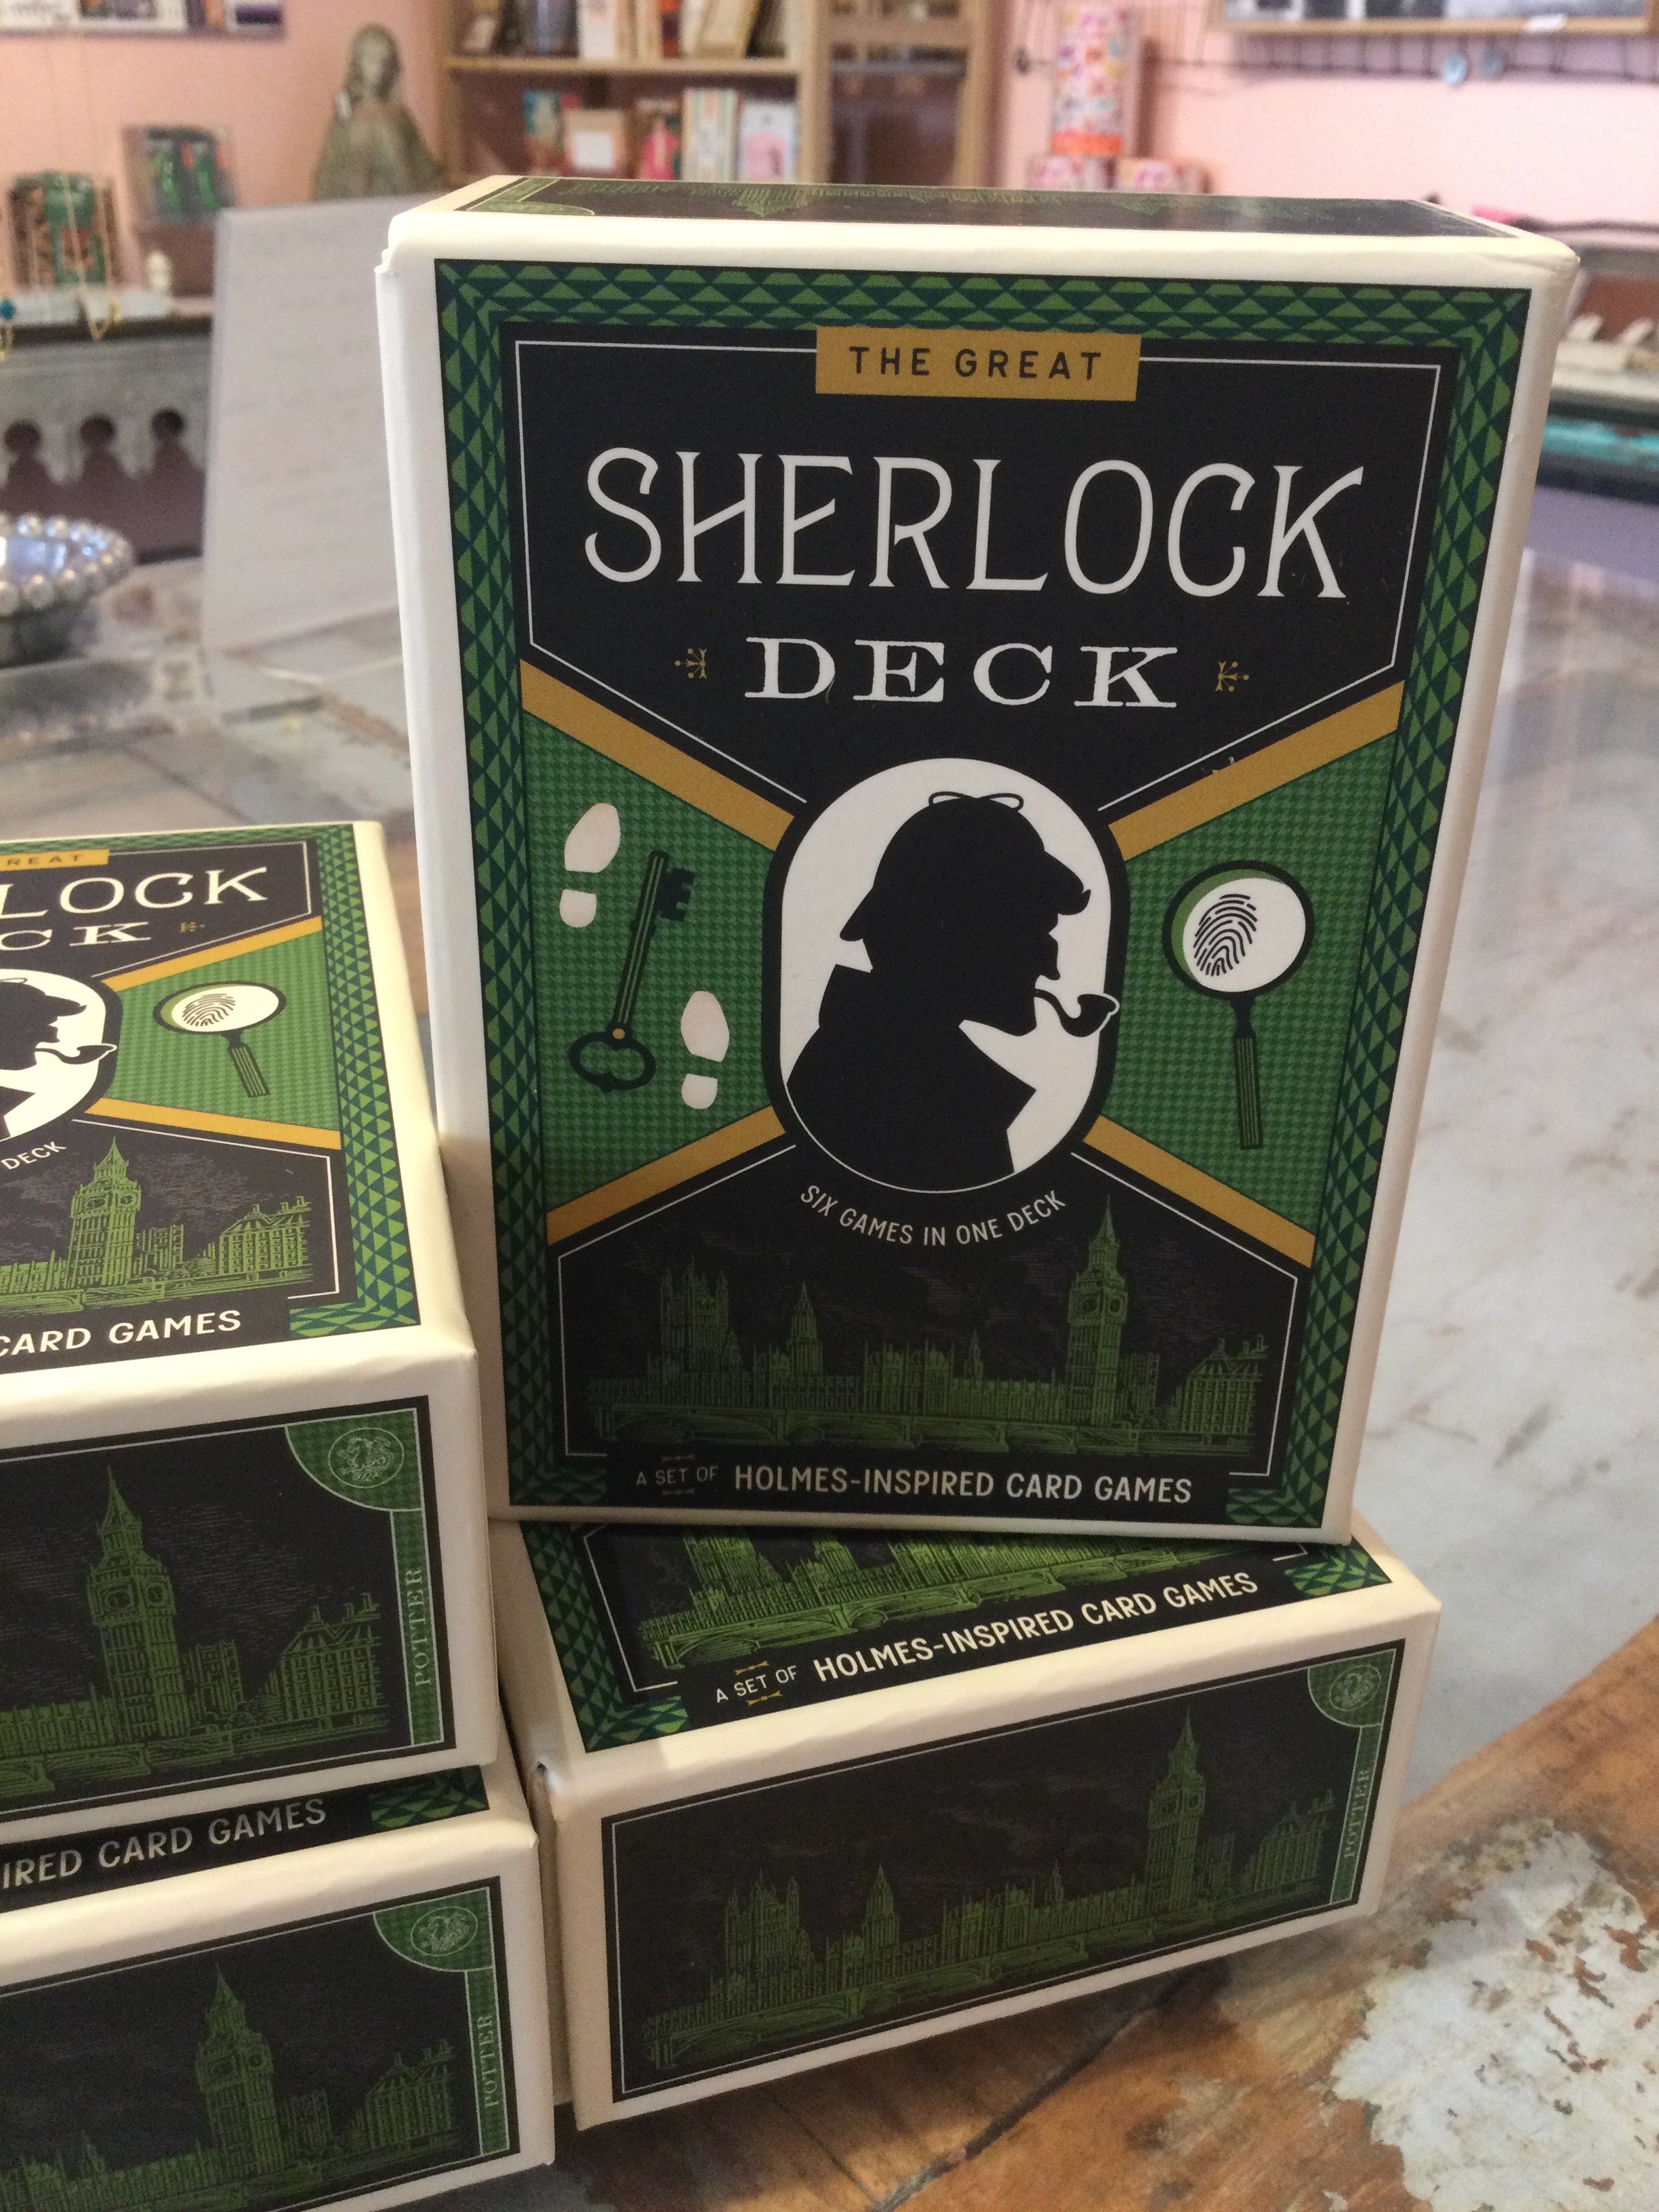 THE GREAT
SHERLOCK
DECK
SIX GAMES IN ONE DECK
A SET OF HOLMES-INSPIRED CARD GAMES
REAT
LOCK
CK
DECK
CARD GAMES
POTTER
IRED CARD GAMES
POTTER
A SET OF HOLMES-INSPIRED CARD GAMES
POTTER